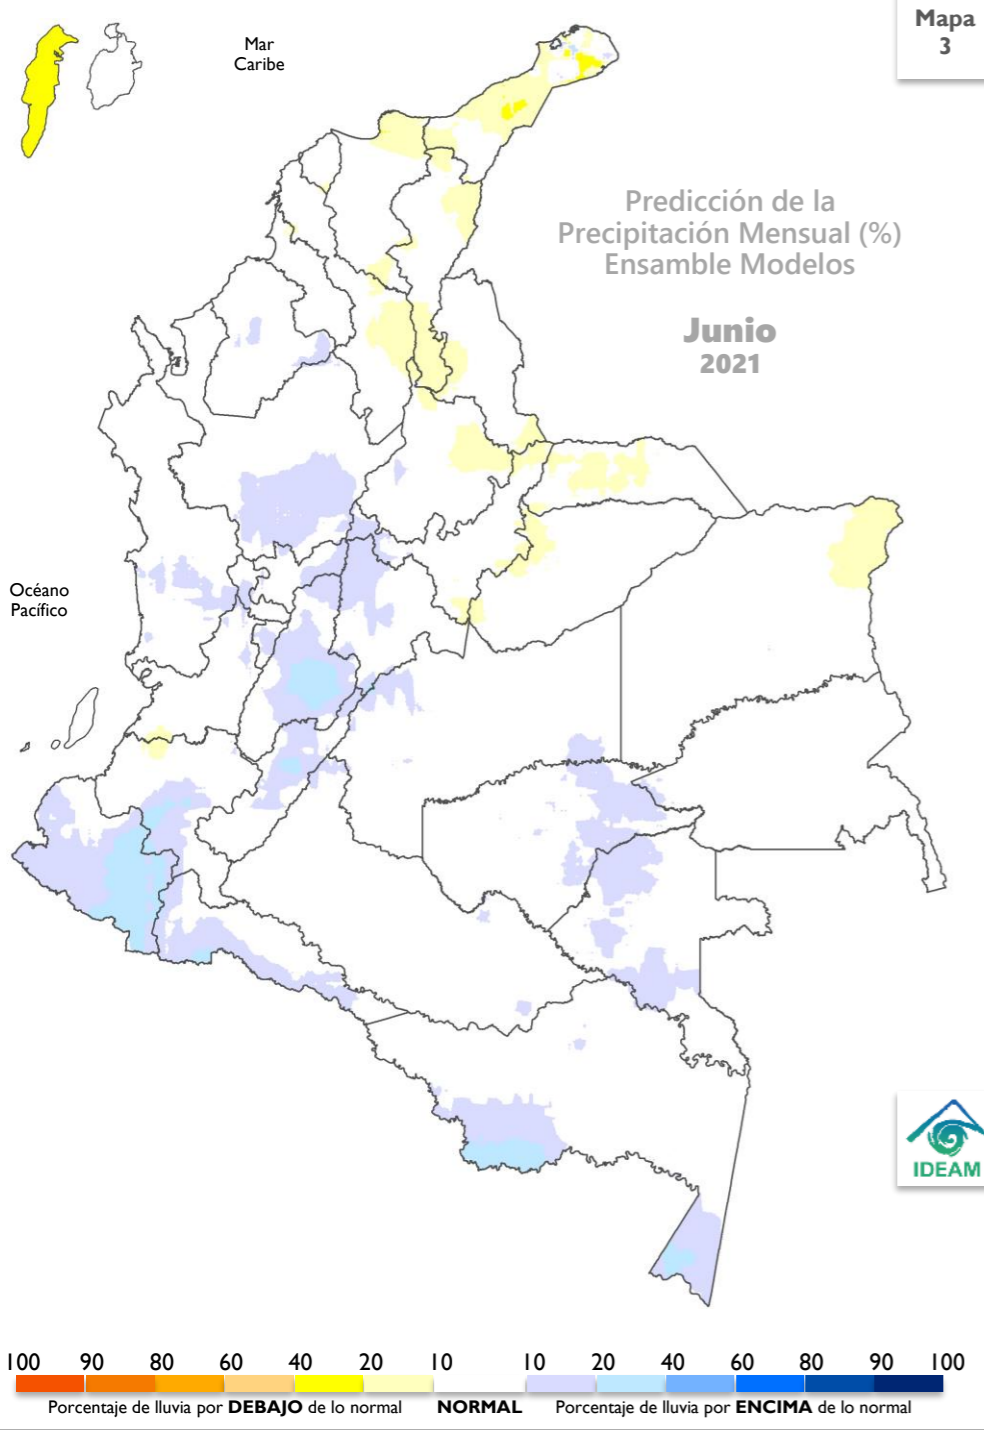 Mapa
3
Mar
Caribe
Predicción de la
Precipitación Mensual (%)
Ensamble Modelos
Junio
2021
Océano
Pacífico
IDEAM
100 90 80 60 40 20 10 10 20 40 60 80 90 100
Porcentaje de lluvia por DEBAJO de lo normal NORMAL Porcentaje de lluvia por ENCIMA de lo normal